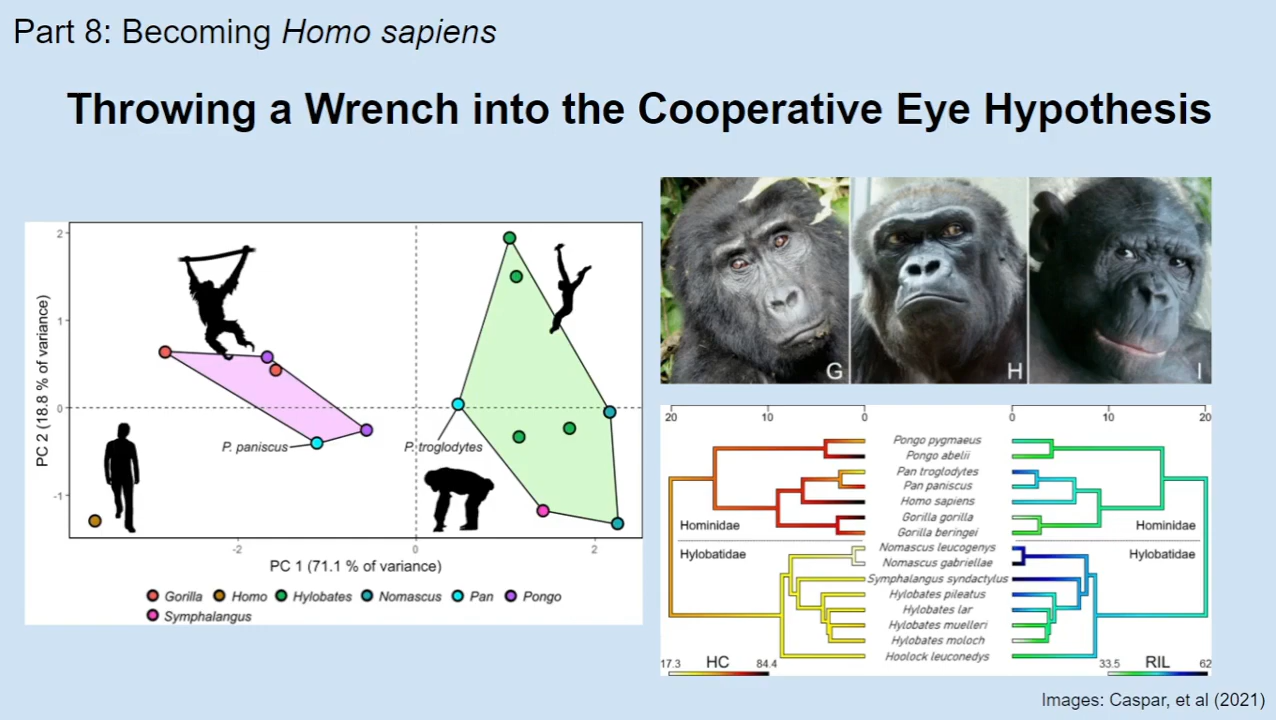 Part 8: Becoming Homo sapiens
Throwing a Wrench into the Cooperative Eye Hypothesis
PC 2 (18.8 % of variance)
2
1
0
-1
P. paniscus
P. troglodytes
-2
0
2
PC 1 (71.1 % of variance)
Gorilla Homo Hylobates Nomascus Pan Pongo
Symphalangus
G H I
20 10 0 0 10 20
Pongo pygmaeus
Pongo abelii
Pan troglodytes
Pan paniscus
Homo sapiens
Gorilla gorilla
Hominidae Hominidae
Gorilla beringei
Nomascus leucogenys
Hylobatidae Hylobatidae
Nomascus gabriellae
Symphalangus syndactylus
Hylobates pileatus
Hylobates lar
Hylobates muelleri
Hylobates moloch
Hoolock leuconedys
17.3 HC 84.4 33.5 RIL 62
Images: Caspar, et al (2021)